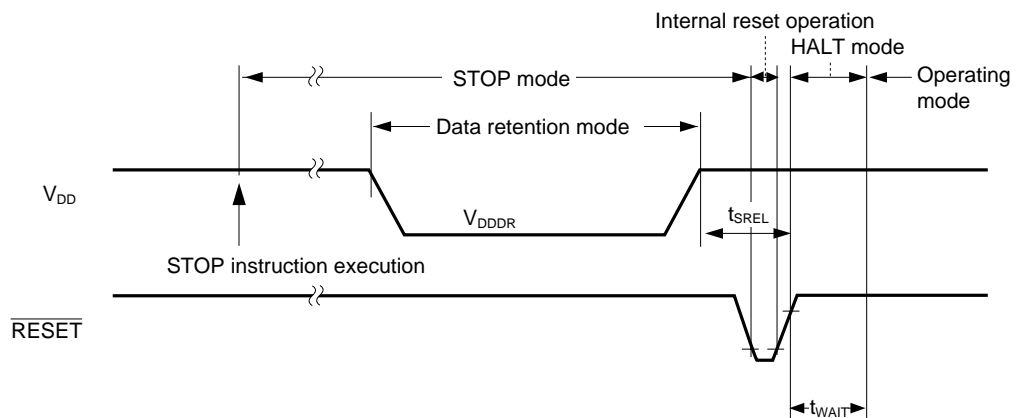 Internal reset operation
HALT mode
STOP mode
Operating
mode
Data retention mode
VDD
VDDDR
tSREL
STOP instruction execution
RESET
tWAIT